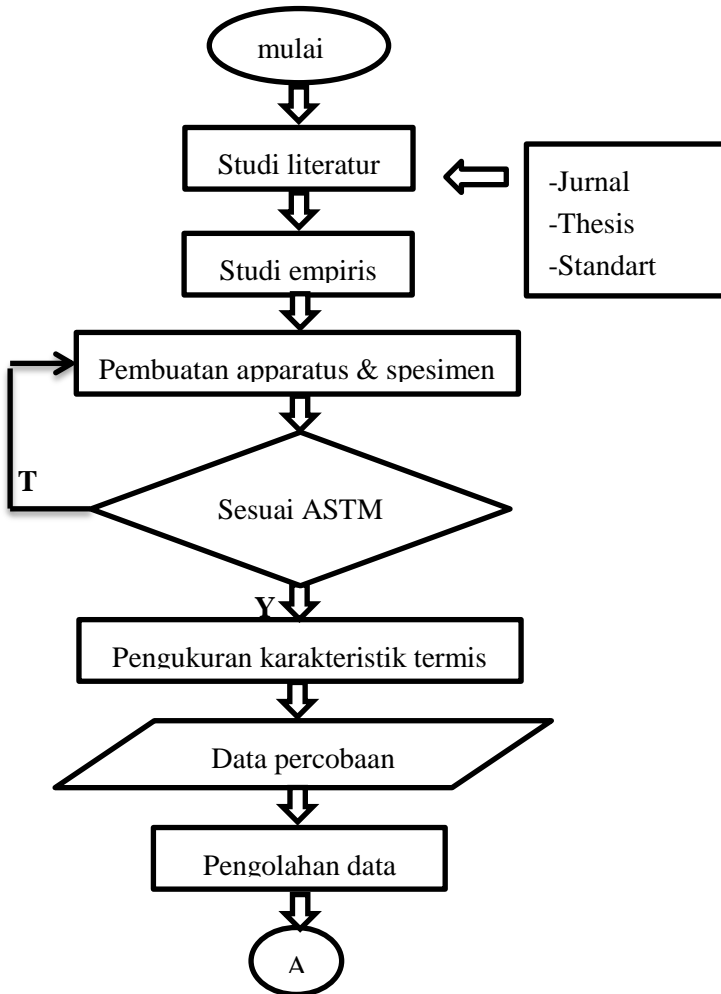 mulai
Studi literatur
-Jurnal
-Thesis
-Standart
Studi empiris
Pembuatan apparatus & spesimen
T
Sesuai ASTM
Y
Pengukuran karakteristik termis
Data percobaan
Pengolahan data
A